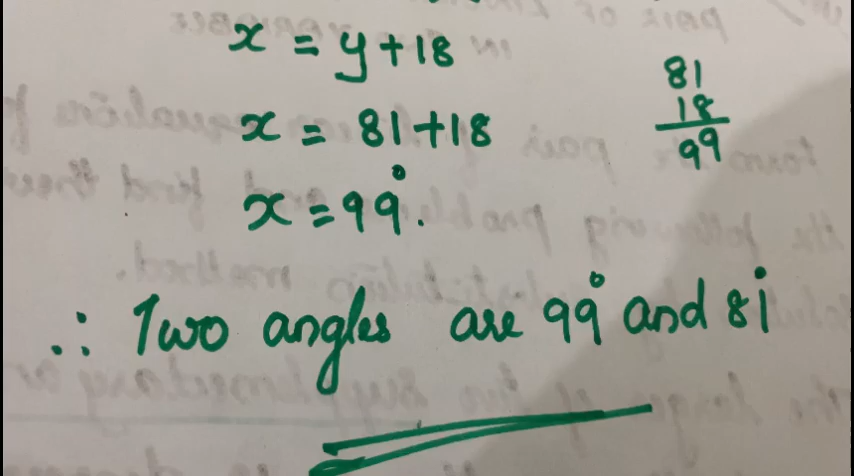 x = y + 18
x = 81 + 18
x = 99°.
81
18
99
∴ Two angles are 99° and 81°